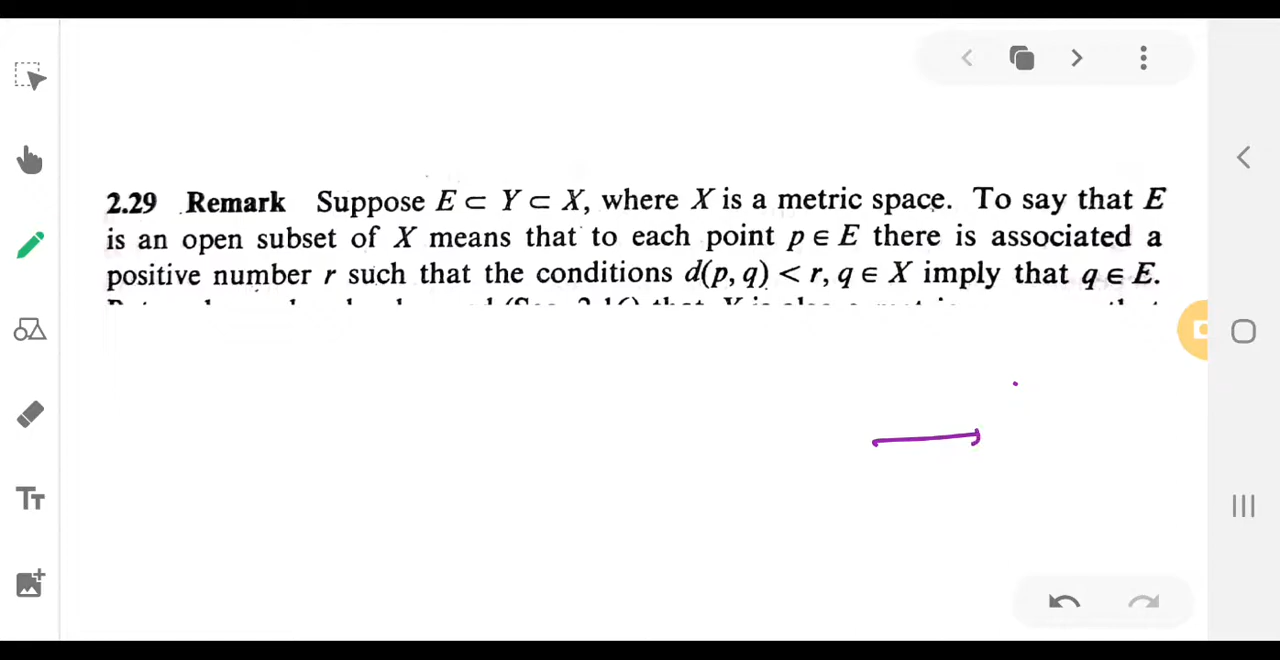 2.29 Remark Suppose E ⊂ Y ⊂ X, where X is a metric space. To say that E
is an open subset of X means that to each point p ∈ E there is associated a
positive number r such that the conditions d(p, q) < r, q ∈ X imply that q ∈ E.
TT